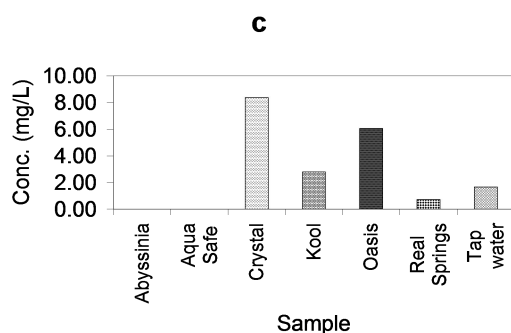 c
10.00
8.00
6.00
4.00
2.00
0.00
Conc. (mg/L)
Abyssinia
Aqua
Safe
Crystal
Kool
Oasis
Real
Springs
Tap
water
Sample